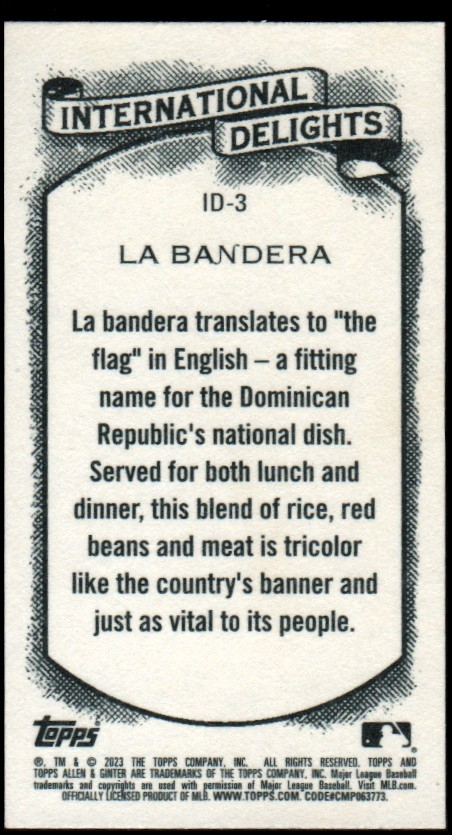 INTERNATIONAL
DELIGHTS
ID-3
LA BANDERA
La bandera translates to "the
flag" in English – a fitting
name for the Dominican
Republic's national dish.
Served for both lunch and
dinner, this blend of rice, red
beans and meat is tricolor
like the country's banner and
just as vital to its people.
topps®
®, TM & © 2023 THE TOPPS COMPANY, INC. ALL RIGHTS RESERVED. TOPPS AND
TOPPS ALLEN & GINTER ARE TRADEMARKS OF THE TOPPS COMPANY, INC. Major League Baseball
trademarks and copyrights are used with permission of Major League Baseball. Visit MLB.com.
OFFICIALLY LICENSED PRODUCT OF MLB. WWW.TOPPS.COM. CODE#CMP063773.